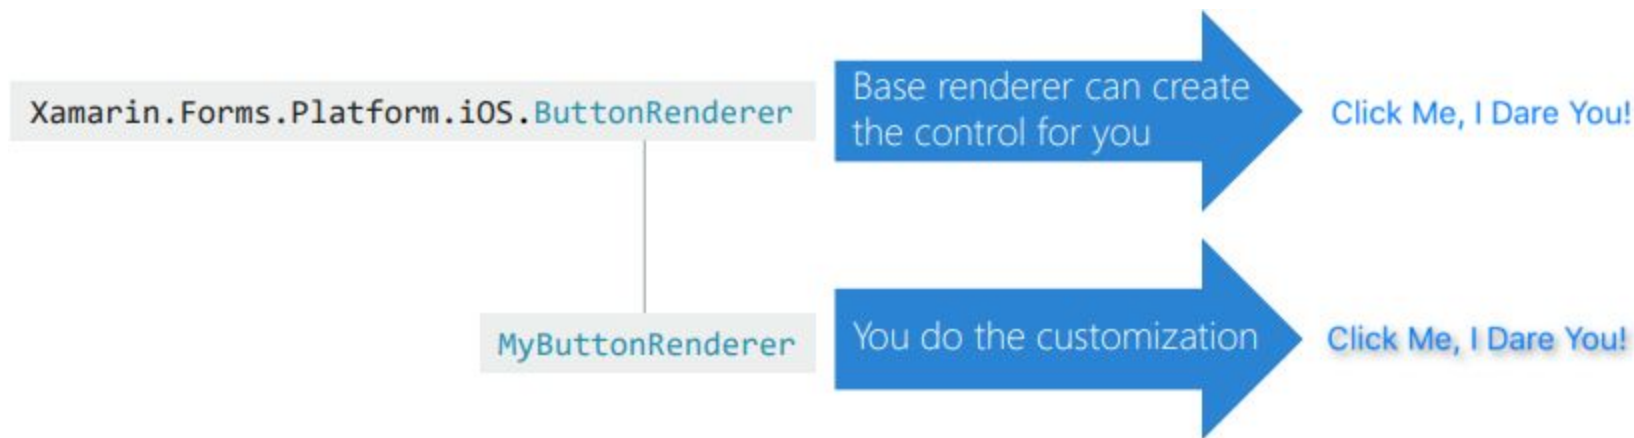 Xamarin.Forms.Platform.iOS.ButtonRenderer
Base renderer can create
the control for you
Click Me, I Dare You!
MyButtonRenderer
You do the customization
Click Me, I Dare You!